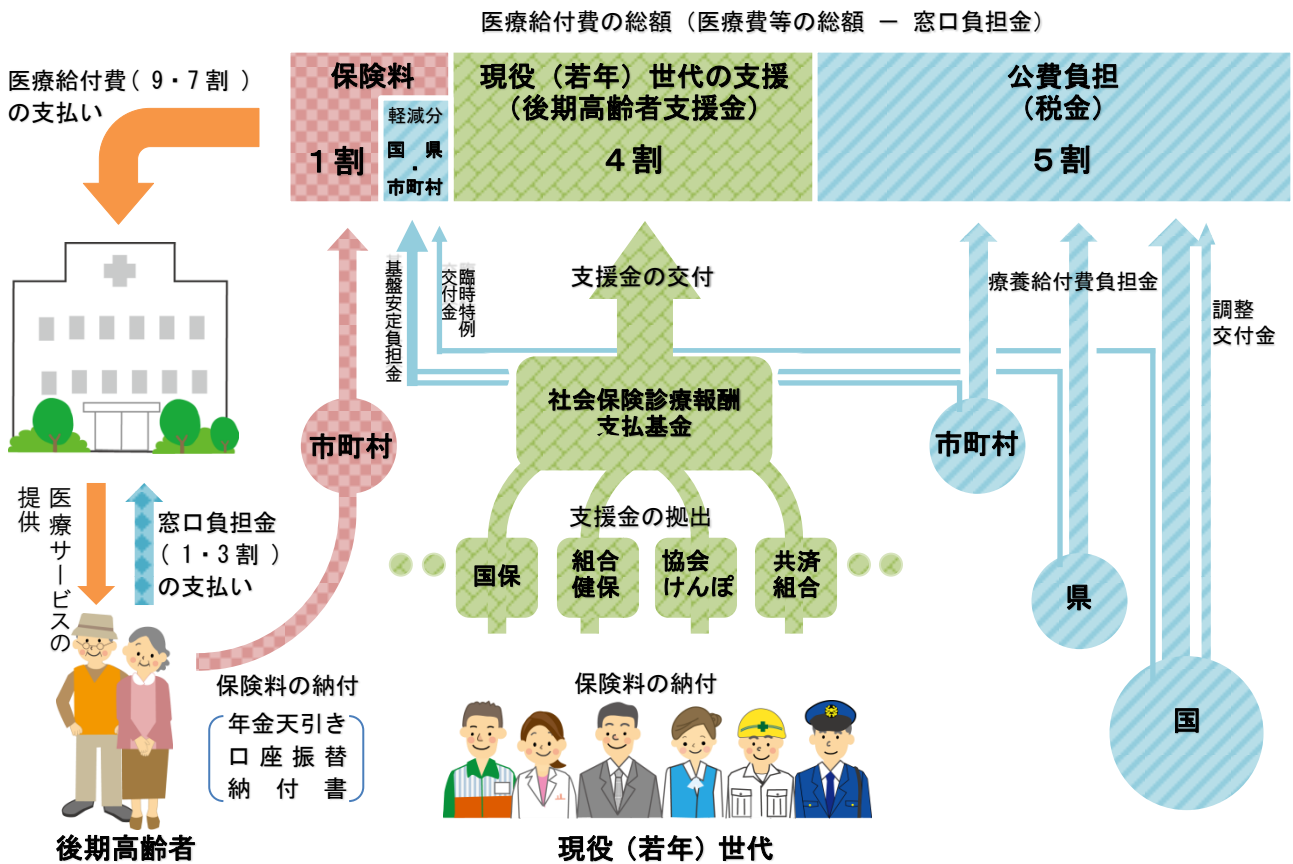 医療給付費の総額（医療費等の総額 － 窓口負担金）
医療給付費( 9・7割 )
の支払い
保険料
1割
軽減分
国 県
・
市町村
現役（若年）世代の支援
（後期高齢者支援金）
4割
公費負担
（税金）
5割
基盤安定負担金
臨時特例
交付金
支援金の交付
療養給付費負担金
調整
交付金
社会保険診療報酬
支払基金
市町村
市町村
医療サービスの
提供
窓口負担金
( 1・3割 )
の支払い
支援金の拠出
国保
組合
健保
協会
けんぽ
共済
組合
県
国
保険料の納付
年金天引き
口座振替
納付書
保険料の納付
後期高齢者
現役（若年）世代